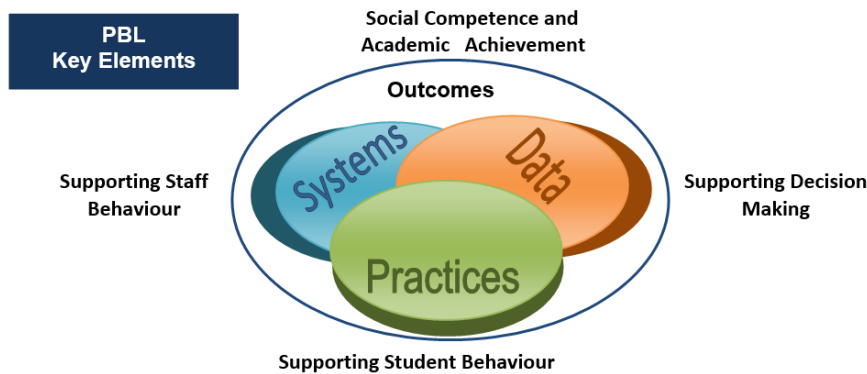 PBL
Key Elements
Social Competence and
Academic Achievement
Outcomes
Systems
Data
Supporting Staff
Behaviour
Supporting Decision
Making
Practices
Supporting Student Behaviour